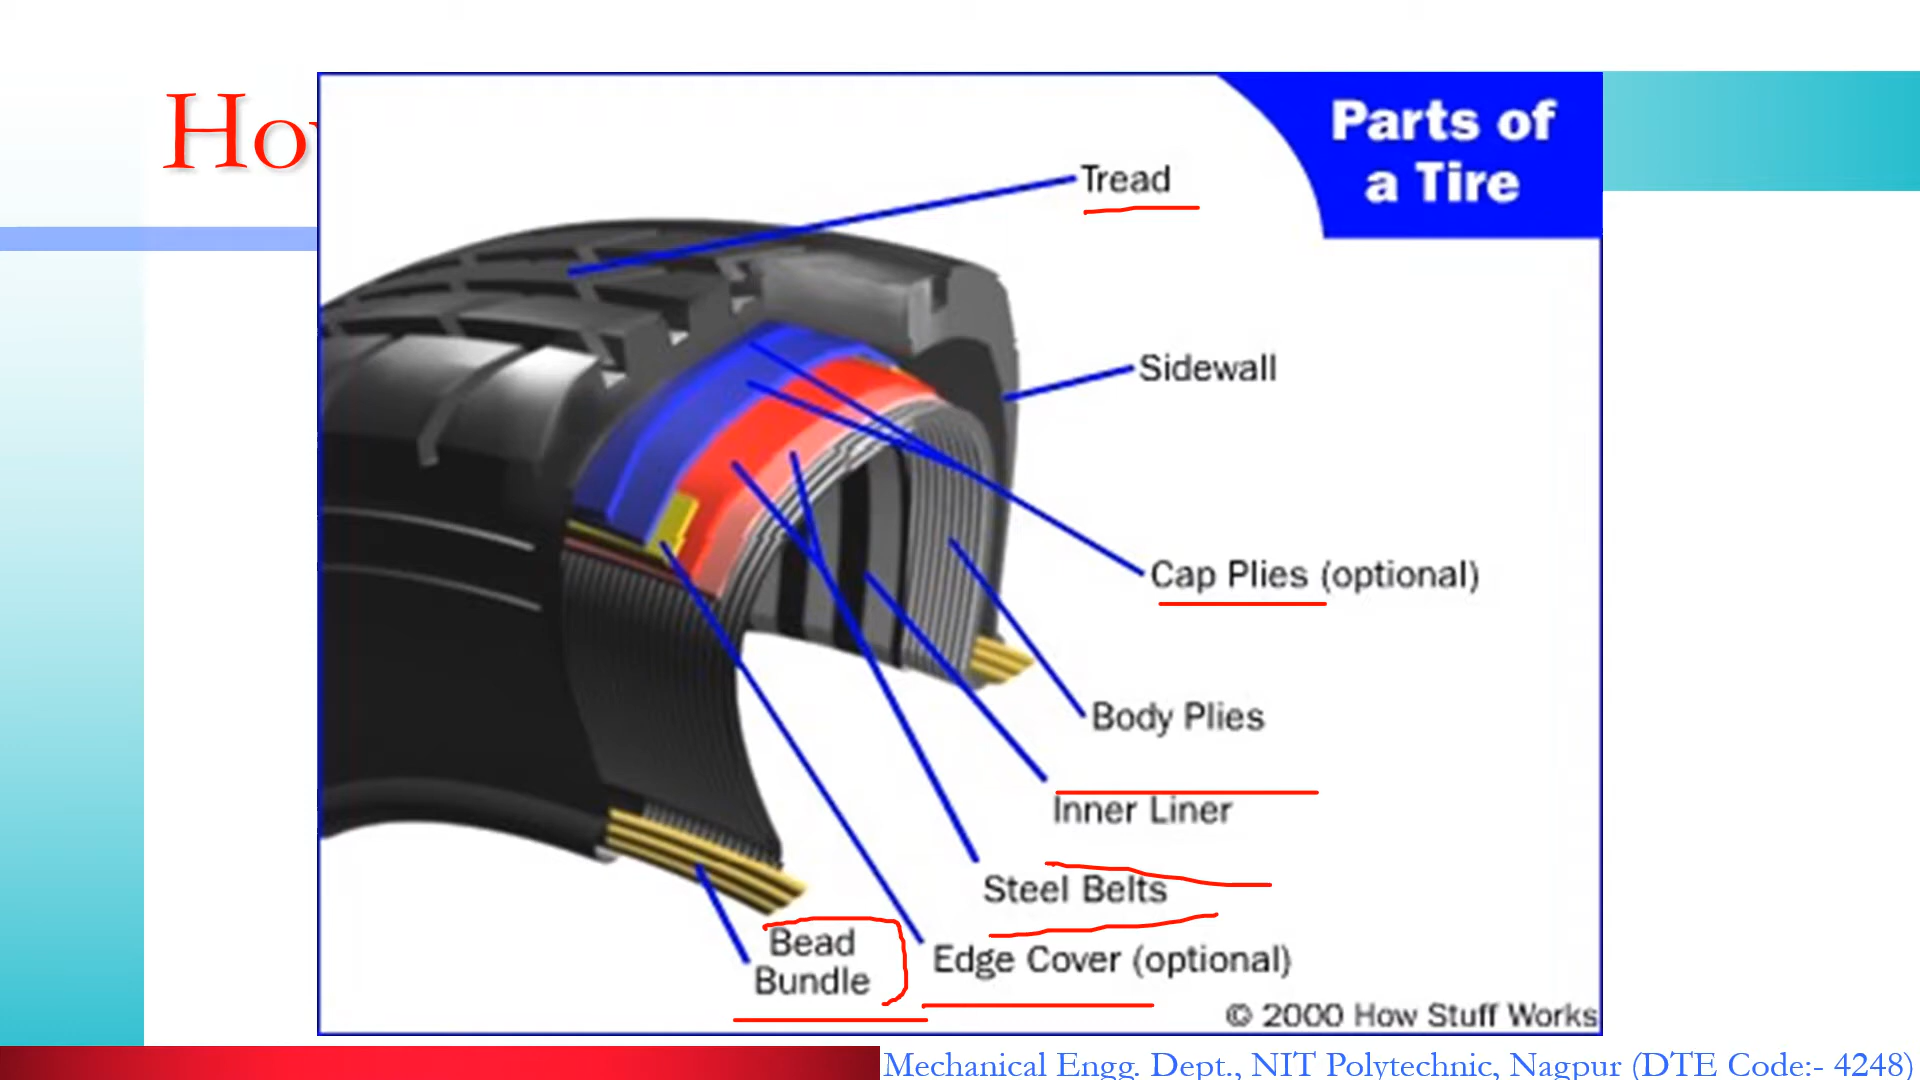 Ho
Parts of
a Tire
Tread
Sidewall
Cap Plies (optional)
Body Plies
Inner Liner
Steel Belts
Edge Cover (optional)
Bead
Bundle
© 2000 How Stuff Works
Mechanical Engg. Dept., NIT Polytechnic, Nagpur (DTE Code:- 4248)